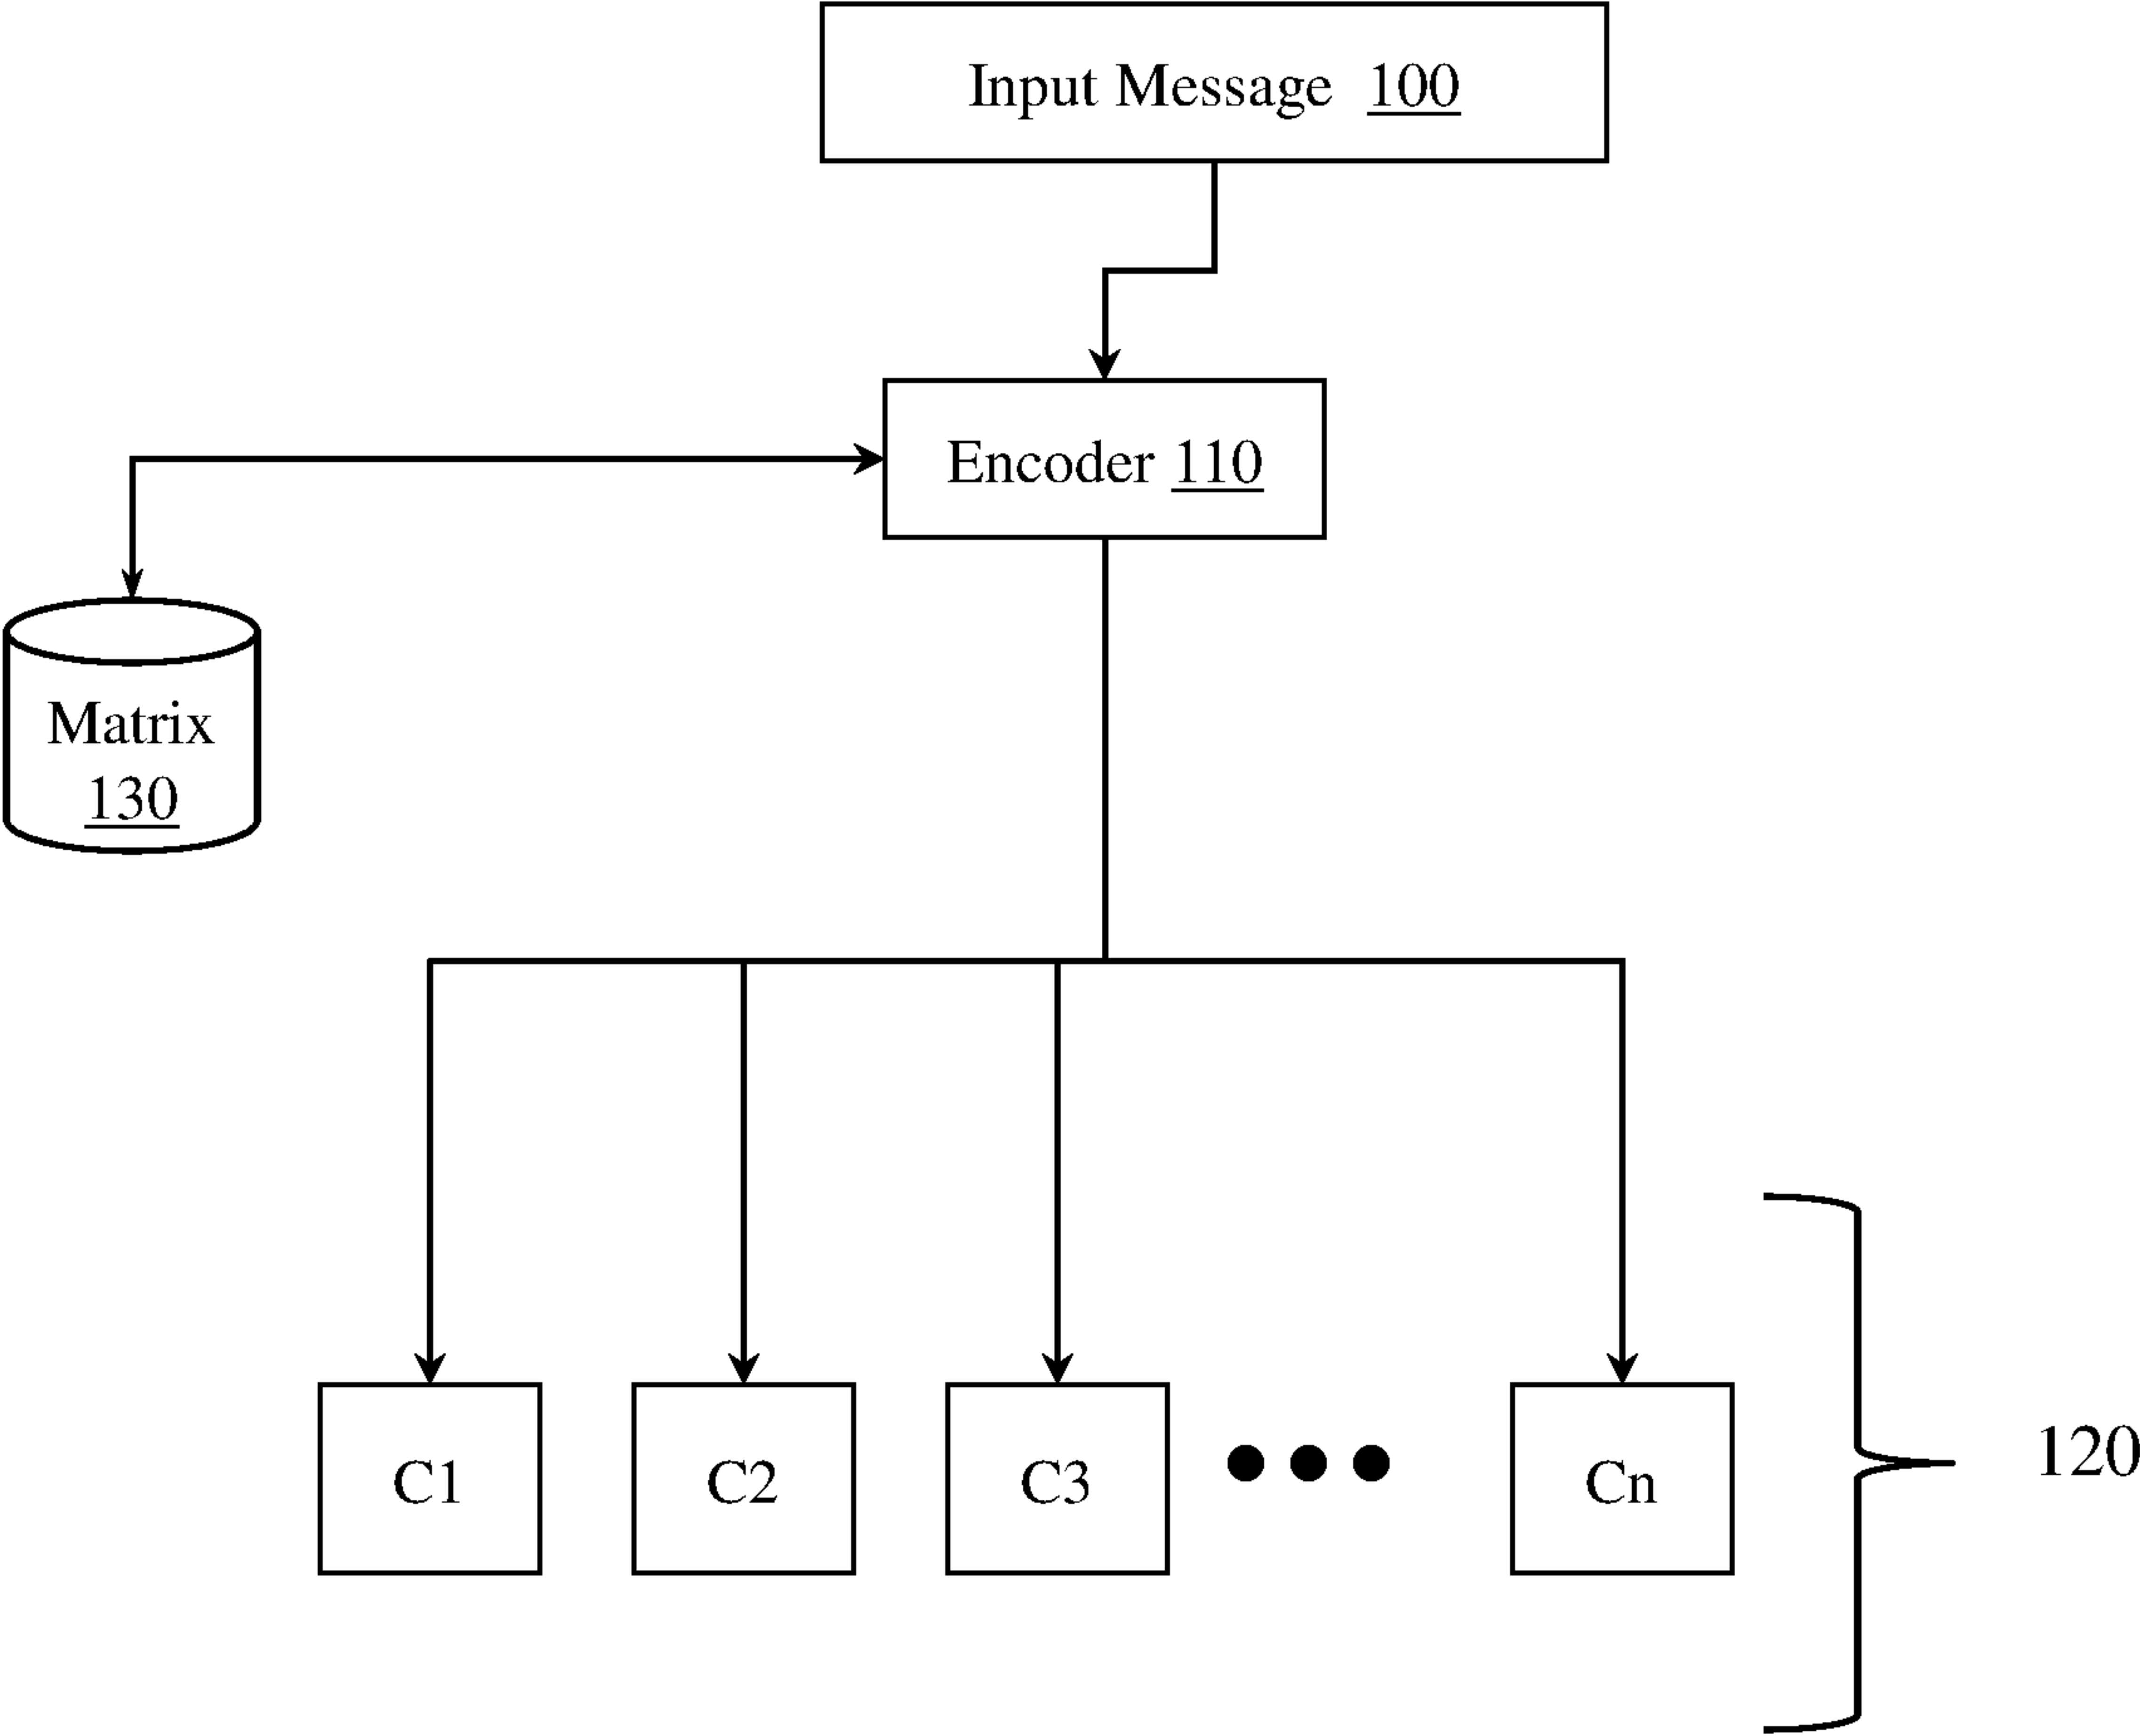 Input Message 100
Encoder 110
Matrix
130
C1
C2
C3
Cn
120